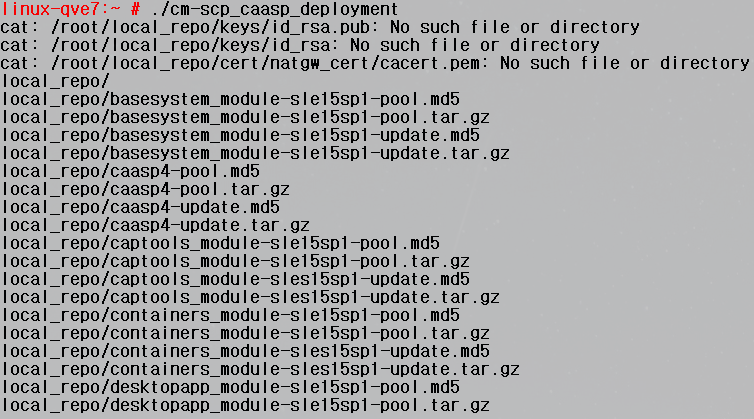 linux-qve7:~ # ./cm-scp_caasp_deployment
cat: /root/local_repo/keys/id_rsa.pub: No such file or directory
cat: /root/local_repo/keys/id_rsa: No such file or directory
cat: /root/local_repo/cert/natgw_cert/cacert.pem: No such file or directory
local_repo/
local_repo/basesystem_module-sle15sp1-pool.md5
local_repo/basesystem_module-sle15sp1-pool.tar.gz
local_repo/basesystem_module-sle15sp1-update.md5
local_repo/basesystem_module-sle15sp1-update.tar.gz
local_repo/caasp4-pool.md5
local_repo/caasp4-pool.tar.gz
local_repo/caasp4-update.md5
local_repo/caasp4-update.tar.gz
local_repo/captools_module-sle15sp1-pool.md5
local_repo/captools_module-sle15sp1-pool.tar.gz
local_repo/captools_module-sles15sp1-update.md5
local_repo/captools_module-sles15sp1-update.tar.gz
local_repo/containers_module-sle15sp1-pool.md5
local_repo/containers_module-sle15sp1-pool.tar.gz
local_repo/containers_module-sles15sp1-update.md5
local_repo/containers_module-sles15sp1-update.tar.gz
local_repo/desktopapp_module-sle15sp1-pool.md5
local_repo/desktopapp_module-sle15sp1-pool.tar.gz